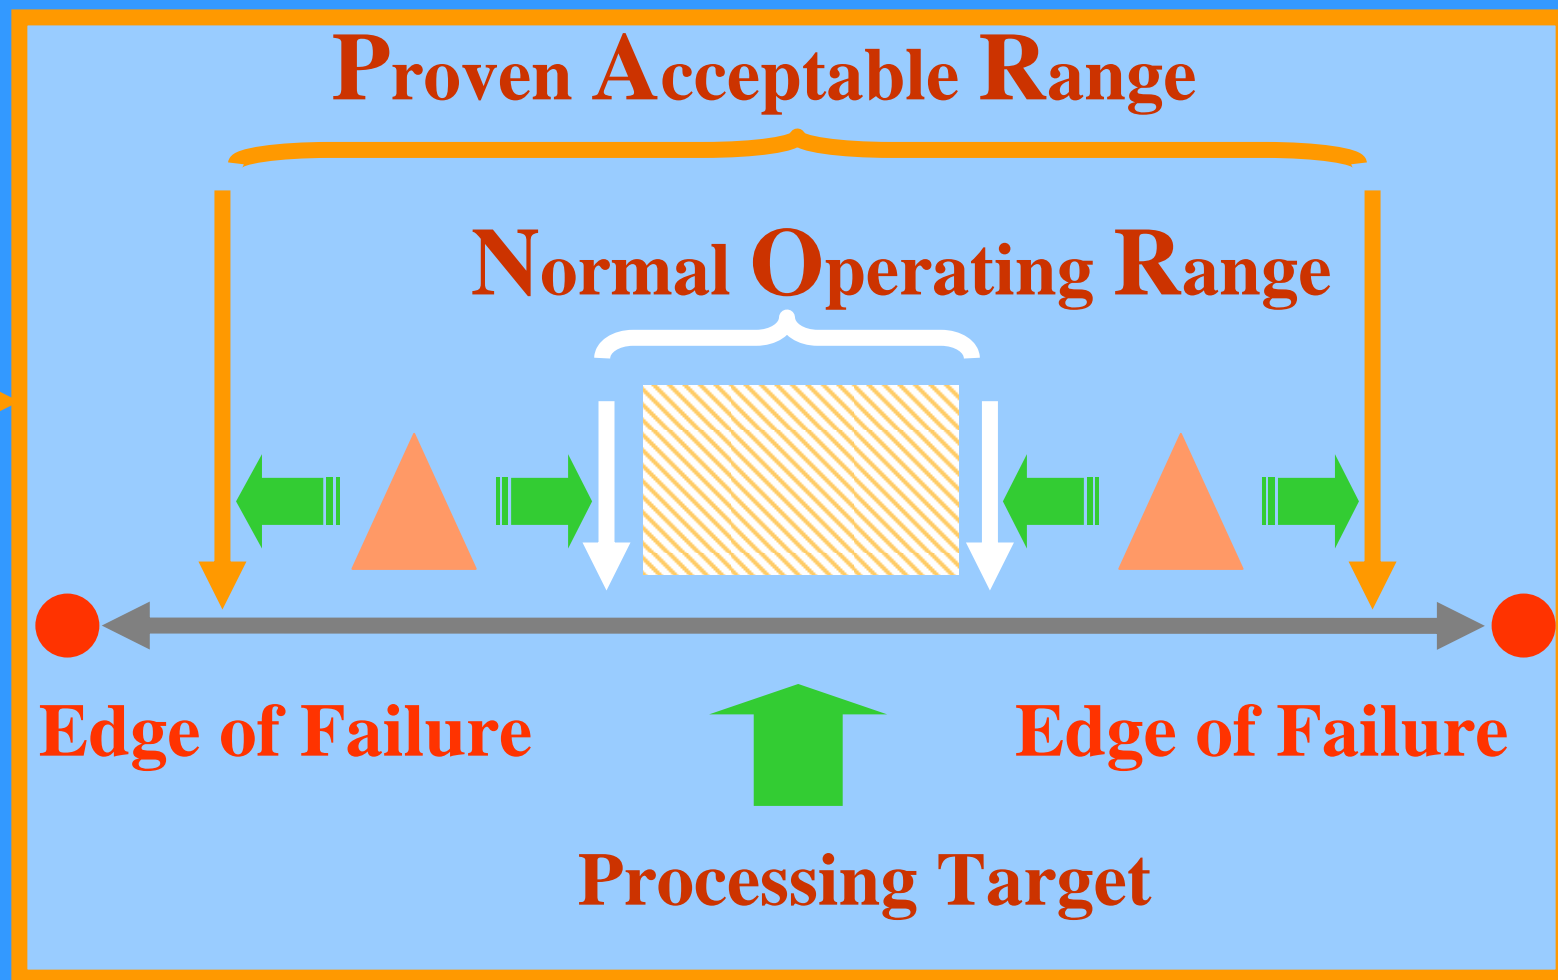 Proven Acceptable Range
Normal Operating Range
Edge of Failure
Edge of Failure
Processing Target